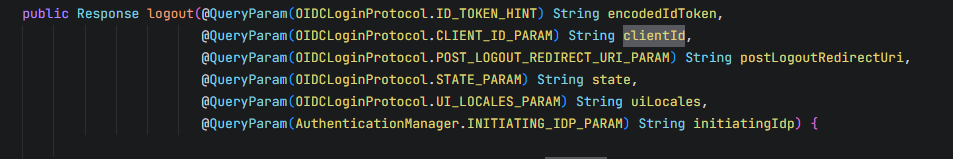 public Response logout(@QueryParam(OIDCLoginProtocol.ID_TOKEN_HINT) String encodedIdToken,
@QueryParam(OIDCLoginProtocol.CLIENT_ID_PARAM) String clientId,
@QueryParam(OIDCLoginProtocol.POST_LOGOUT_REDIRECT_URI_PARAM) String postLogoutRedirectUri,
@QueryParam(OIDCLoginProtocol.STATE_PARAM) String state,
@QueryParam(OIDCLoginProtocol.UI_LOCALES_PARAM) String uiLocales,
@QueryParam(AuthenticationManager.INITIATING_IDP_PARAM) String initiatingIdp) {